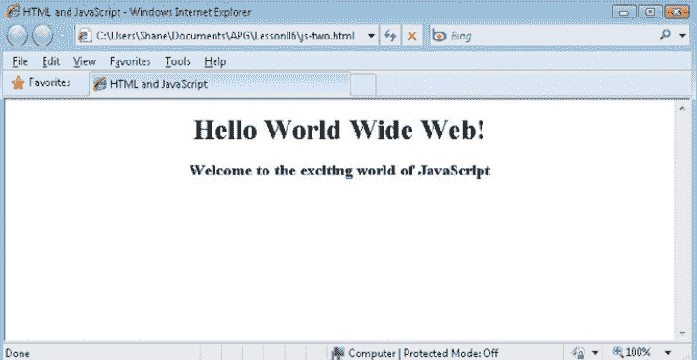 HTML and JavaScript - Windows Internet Explorer
C:\Users\Shane\Documents\APG\Lesson16\js-two.html
Bing
File Edit View Favorites Tools Help
Favorites
HTML and JavaScript
Hello World Wide Web!
Welcome to the exciting world of JavaScript
Done
Computer | Protected Mode: Off
100%